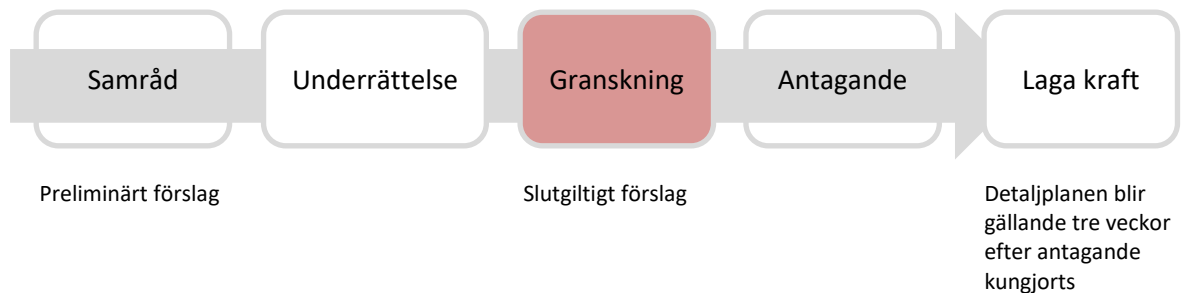 Samråd
Underrättelse
Granskning
Antagande
Laga kraft
Preliminärt förslag
Slutgiltigt förslag
Detaljplanen blir
gällande tre veckor
efter antagande
kungjorts